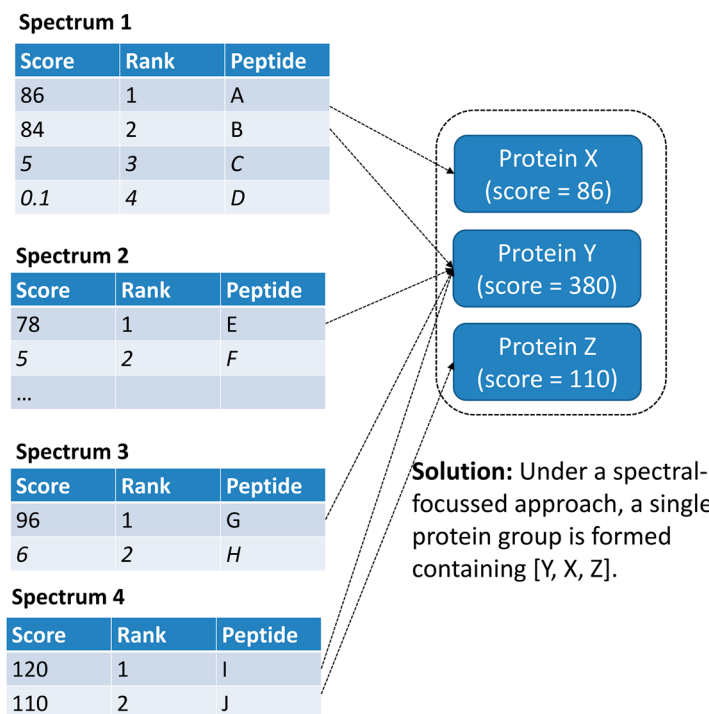 Spectrum 1
Score Rank Peptide
86 1 A
84 2 B
5 3 C
0.1 4 D
Spectrum 2
Score Rank Peptide
78 1 E
5 2 F
...
Spectrum 3
Score Rank Peptide
96 1 G
6 2 H
Spectrum 4
Score Rank Peptide
120 1 I
110 2 J
Protein X
(score = 86)
Protein Y
(score = 380)
Protein Z
(score = 110)
Solution: Under a spectral-
focussed approach, a single
protein group is formed
containing [Y, X, Z].